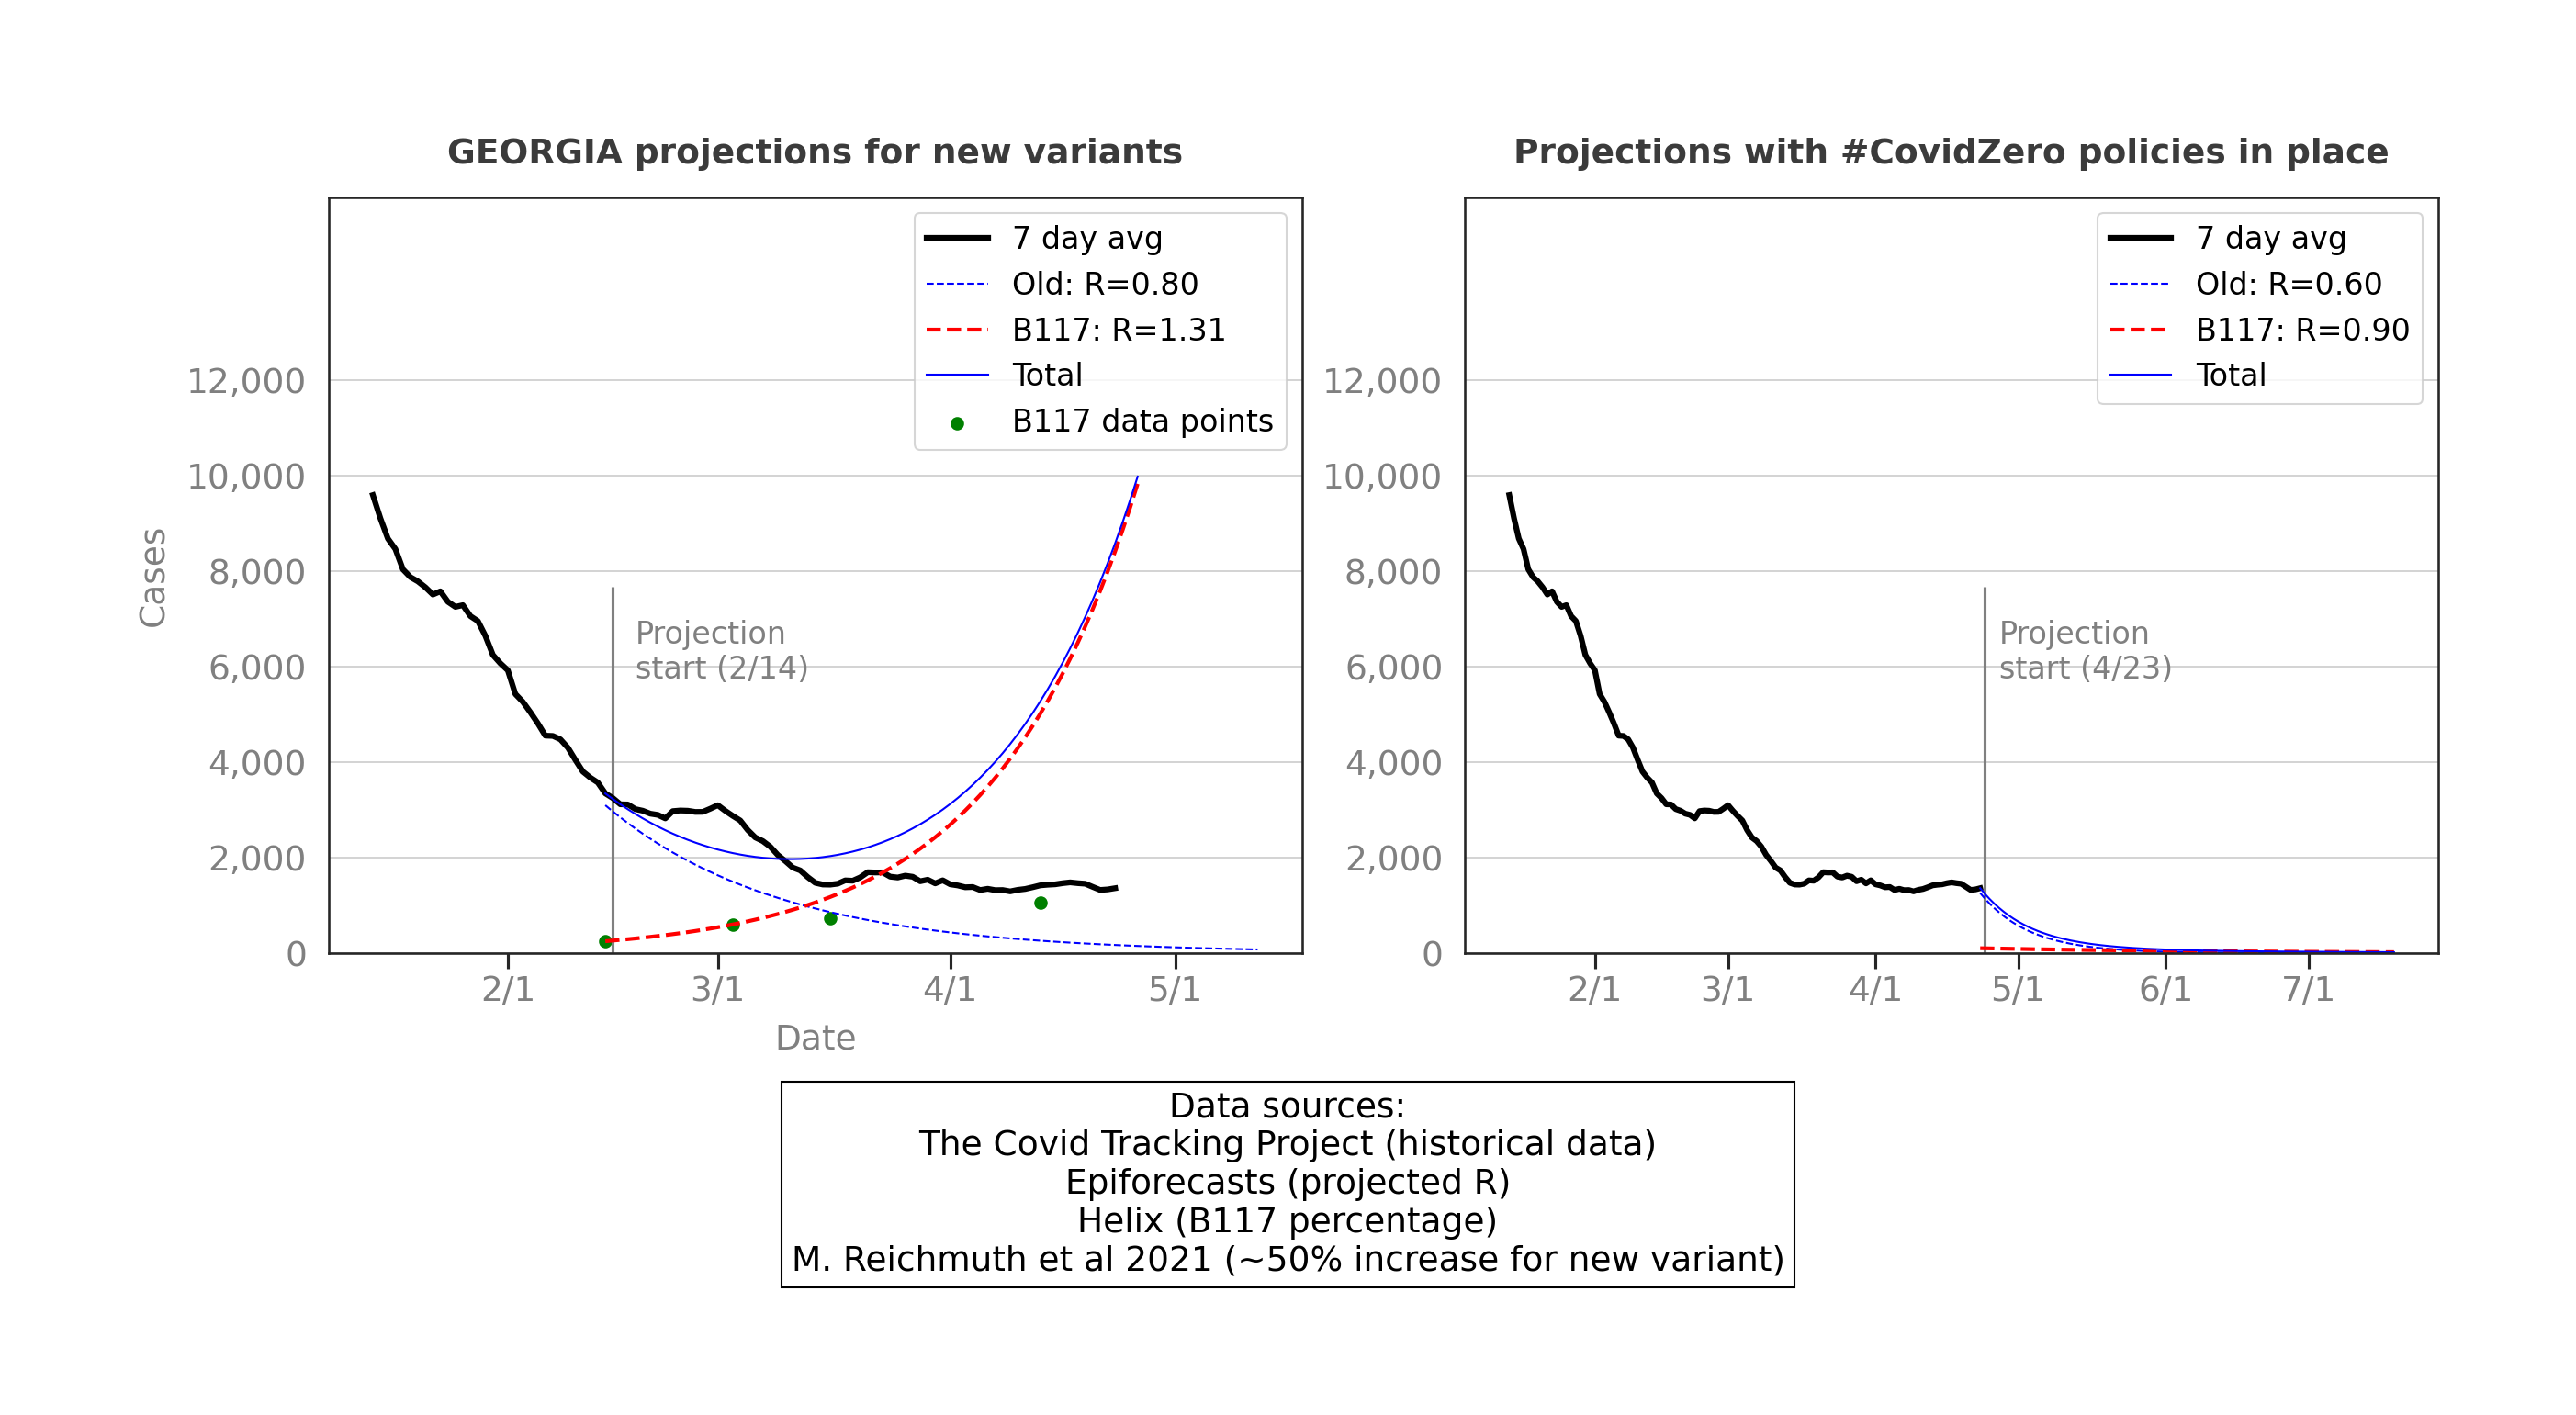 GEORGIA projections for new variants
Cases
12,000
10,000
8,000
6,000
4,000
2,000
0
7 day avg
Old: R=0.80
B117: R=1.31
Total
B117 data points
Projection
start (2/14)
2/1
3/1
4/1
5/1
Date
Projections with #CovidZero policies in place
12,000
10,000
8,000
6,000
4,000
2,000
0
7 day avg
Old: R=0.60
B117: R=0.90
Total
Projection
start (4/23)
2/1
3/1
4/1
5/1
6/1
7/1
Data sources:
The Covid Tracking Project (historical data)
Epiforecasts (projected R)
Helix (B117 percentage)
M. Reichmuth et al 2021 (~50% increase for new variant)